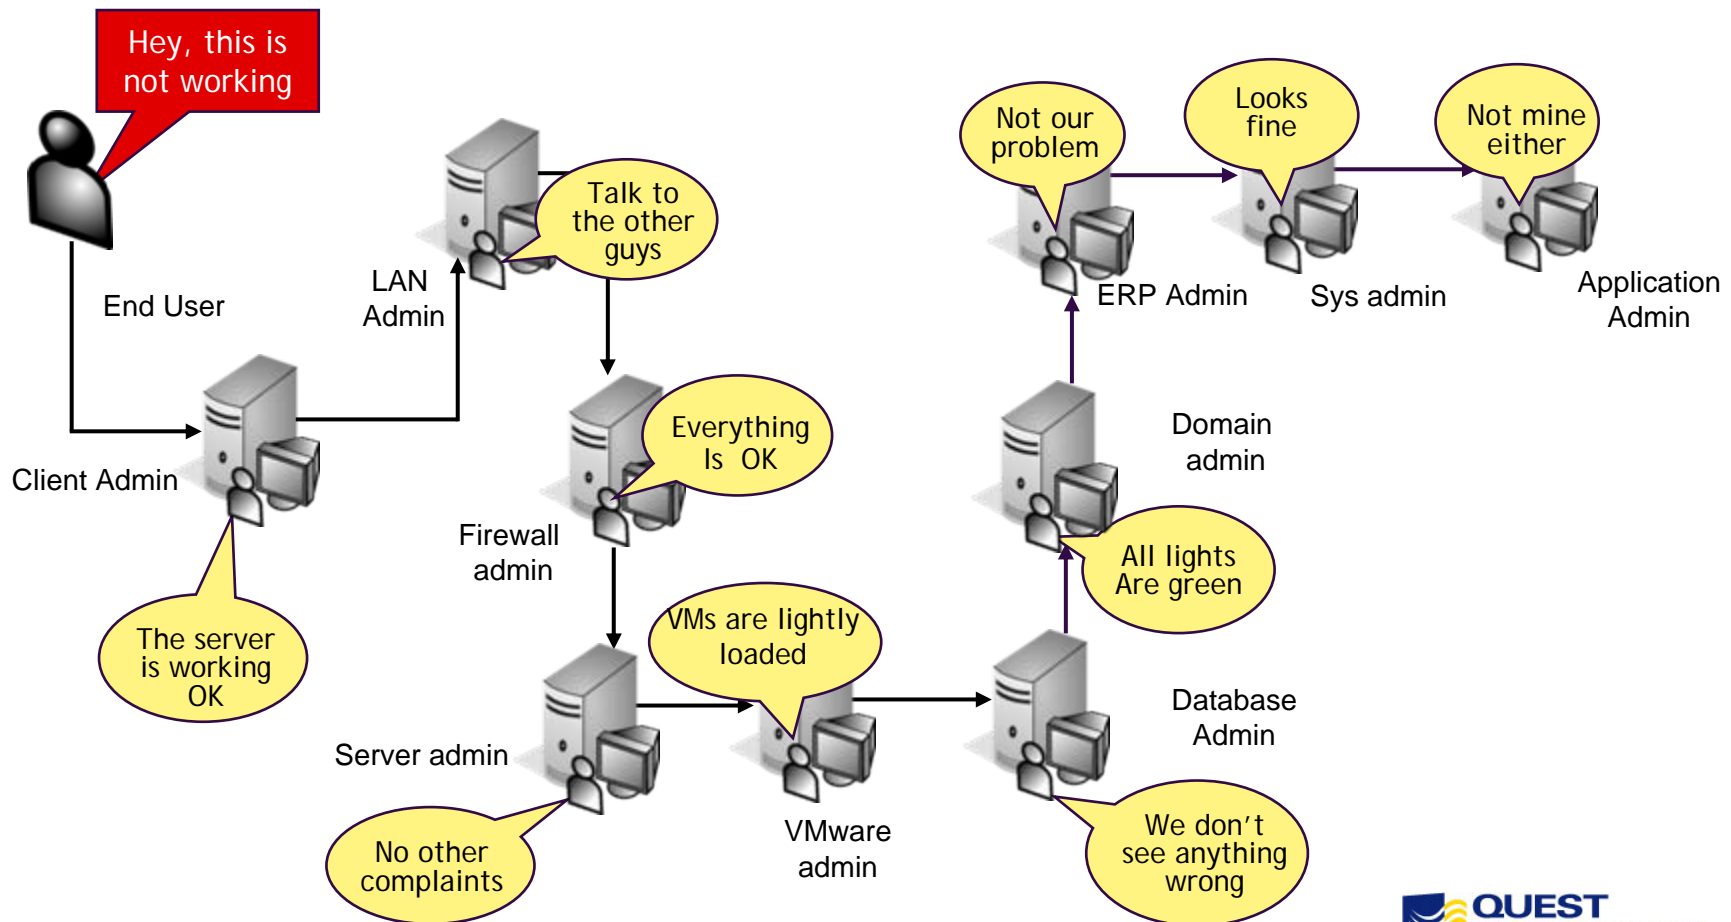 Hey, this is
not working
End User
Client Admin
The server
is working
OK
LAN
Admin
Talk to
the other
guys
Firewall
admin
Everything
Is OK
Server admin
No other
complaints
VMs are lightly
loaded
VMware
admin
Database
Admin
We don't
see anything
wrong
Domain
admin
All lights
Are green
Not our
problem
ERP Admin
Looks
fine
Sys admin
Not mine
either
Application
Admin
QUEST